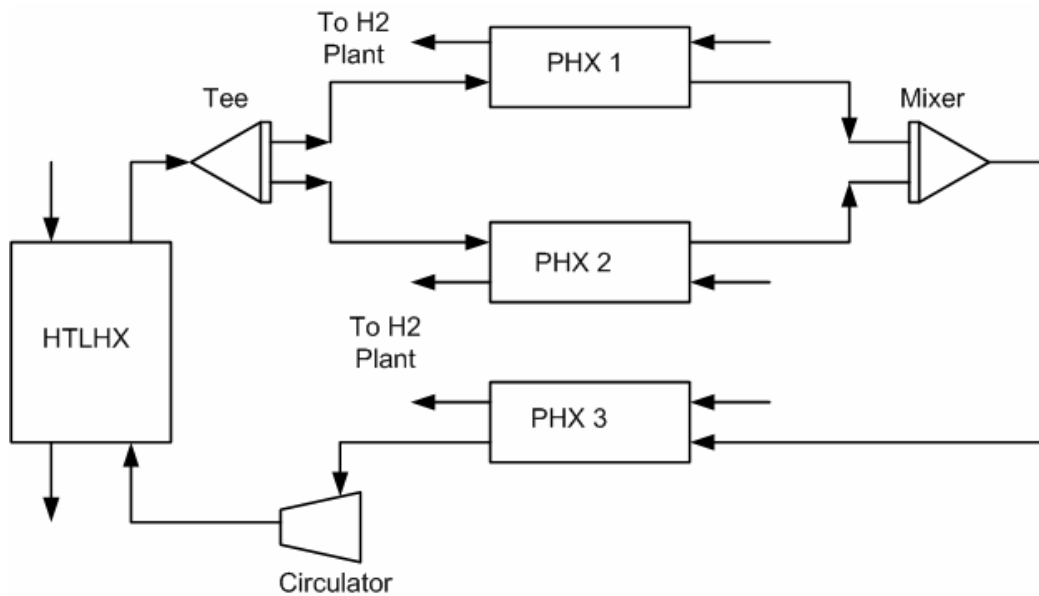 To H2
Plant
PHX 1
Tee
Mixer
PHX 2
HTLHX
To H2
Plant
PHX 3
Circulator